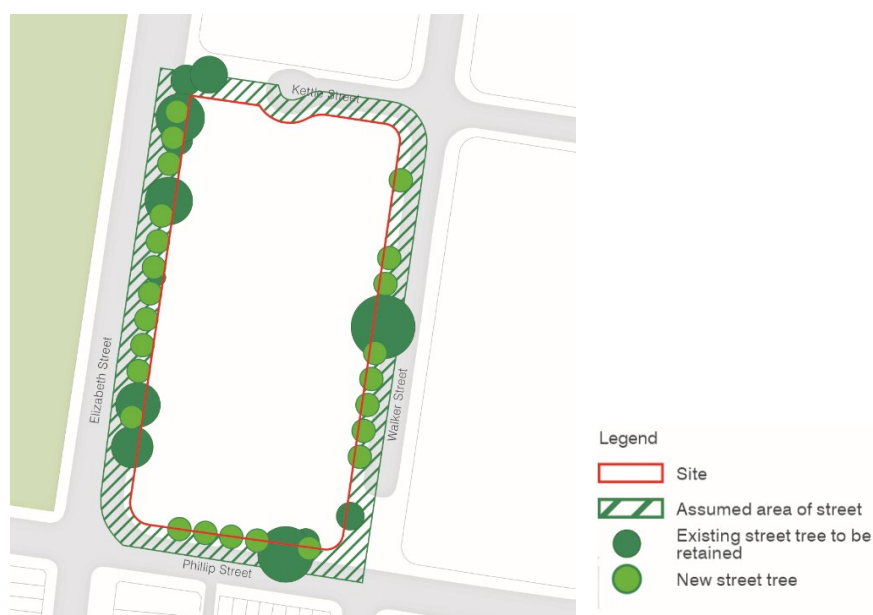 Kettle Street
Elizabeth Street
Walker Street
Phillip Street
Legend
Site
Assumed area of street
Existing street tree to be
retained
New street tree